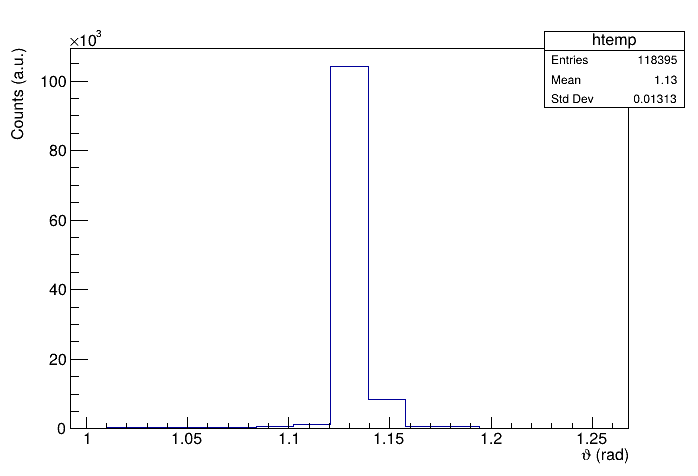 ×10³
htemp
Entries 118395
Mean 1.13
Std Dev 0.01313
Counts (a.u.)
100
80
60
40
20
0
1 1.05 1.1 1.15 1.2 1.25
ϑ (rad)